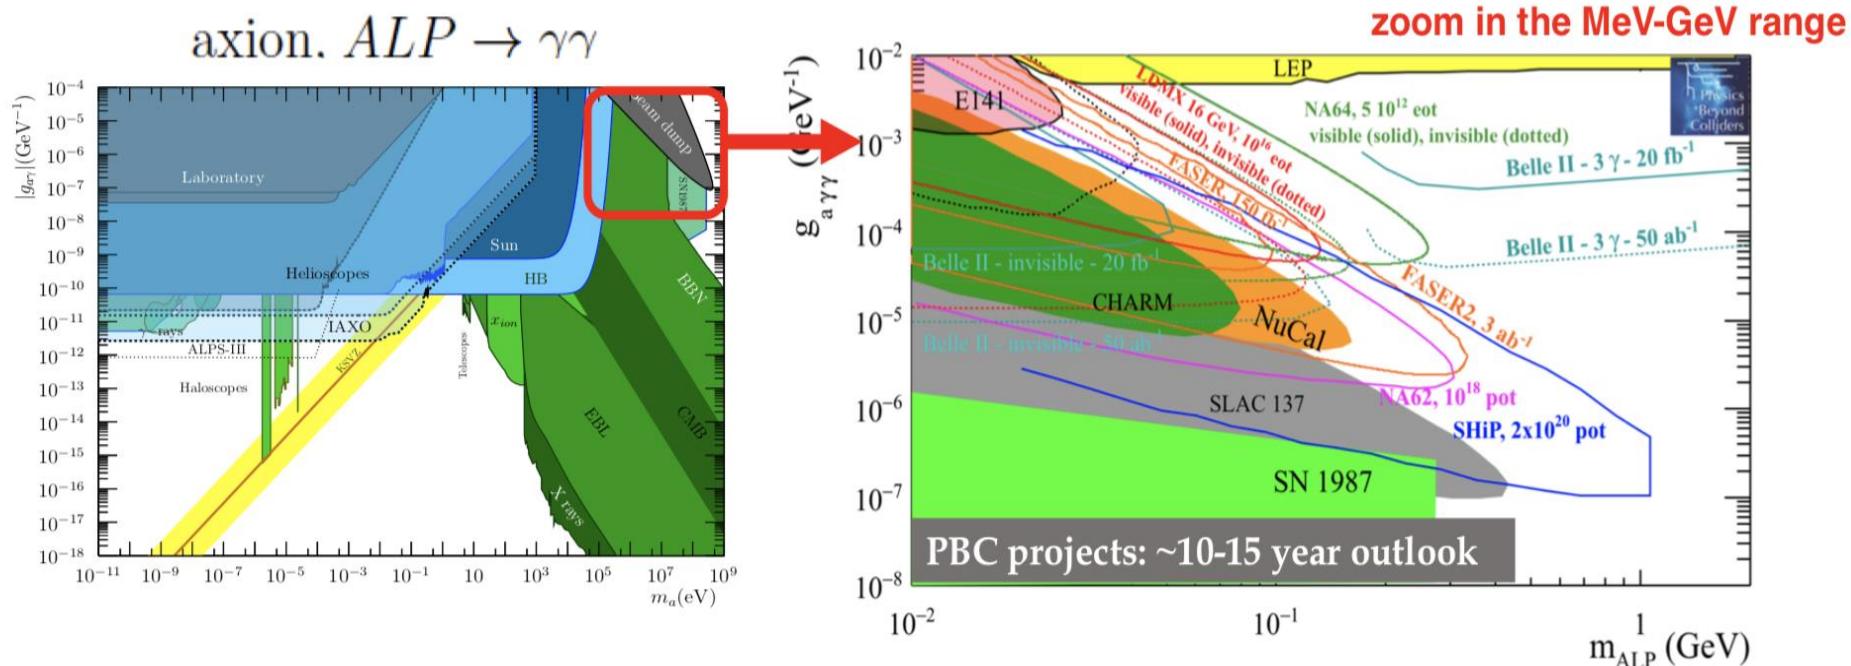 zoom in the MeV-GeV range
axion. ALP → γγ
|g_{aγ}|(GeV⁻¹)
10⁻⁴
10⁻⁵
10⁻⁶
10⁻⁷
10⁻⁸
10⁻⁹
10⁻¹⁰
10⁻¹¹
10⁻¹²
10⁻¹³
10⁻¹⁴
10⁻¹⁵
10⁻¹⁶
10⁻¹⁷
10⁻¹⁸
Laboratory
beam dump
SN1987
Sun
Helioscopes
HB
BBN
γ-rays
IAXO
x_{ion}
ALPS-III
KSVZ
Telescopes
Haloscopes
EBL
CMB
X rays
10⁻¹¹ 10⁻⁹ 10⁻⁷ 10⁻⁵ 10⁻³ 10⁻¹ 10 10³ 10⁵ 10⁷ 10⁹
m_a(eV)
g_{aγγ} (GeV⁻¹)
10⁻²
10⁻³
10⁻⁴
10⁻⁵
10⁻⁶
10⁻⁷
10⁻⁸
LEP
Physics
Beyond
Colliders
E141
LDMX 16 GeV, 10¹⁶ eot
visible (solid), invisible (dotted)
NA64, 5 10¹² eot
visible (solid), invisible (dotted)
FASER, 150 fb⁻¹
Belle II - 3 γ - 20 fb⁻¹
Belle II - 3 γ - 50 ab⁻¹
Belle II - invisible - 20 fb⁻¹
CHARM
NuCal
FASER2, 3 ab⁻¹
Belle II - invisible - 50 ab⁻¹
SLAC 137
NA62, 10¹⁸ pot
SHiP, 2x10²⁰ pot
SN 1987
PBC projects: ~10-15 year outlook
10⁻² 10⁻¹ 1
m_{ALP} (GeV)